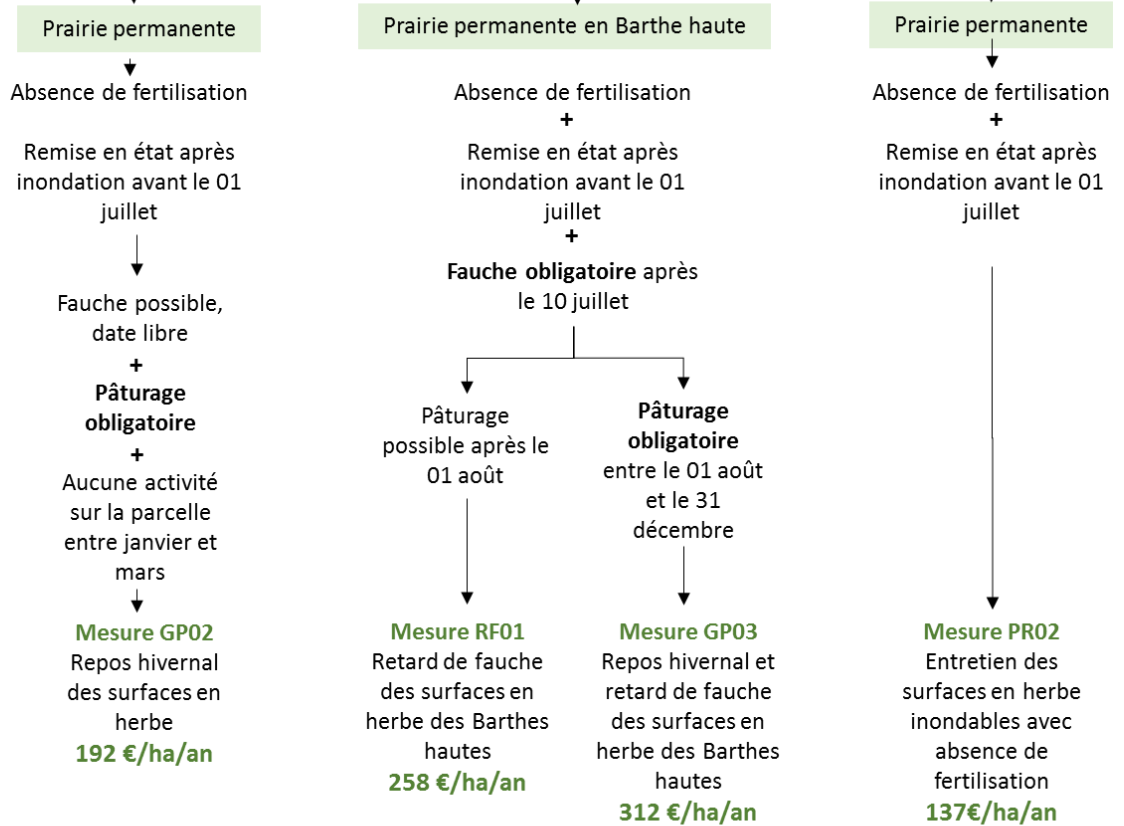 Prairie permanente
Absence de fertilisation
Remise en état après
inondation avant le 01
juillet
Fauche possible,
date libre
+
Pâturage
obligatoire
+
Aucune activité
sur la parcelle
entre janvier et
mars
Mesure GP02
Repos hivernal
des surfaces en
herbe
192 €/ha/an
Prairie permanente en Barthe haute
Absence de fertilisation
+
Remise en état après
inondation avant le 01
juillet
+
Fauche obligatoire après
le 10 juillet
Pâturage
possible après le
01 août
Mesure RF01
Retard de fauche
des surfaces en
herbe des Barthes
hautes
258 €/ha/an
Pâturage
obligatoire
entre le 01 août
et le 31
décembre
Mesure GP03
Repos hivernal et
retard de fauche
des surfaces en
herbe des Barthes
hautes
312 €/ha/an
Prairie permanente
Absence de fertilisation
+
Remise en état après
inondation avant le 01
juillet
Mesure PR02
Entretien des
surfaces en herbe
inondables avec
absence de
fertilisation
137€/ha/an